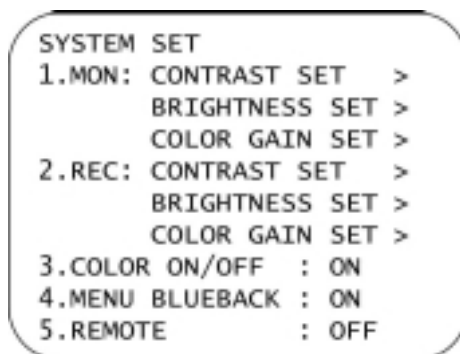 SYSTEM SET
1.MON: CONTRAST SET >
BRIGHTNESS SET >
COLOR GAIN SET >
2.REC: CONTRAST SET >
BRIGHTNESS SET >
COLOR GAIN SET >
3.COLOR ON/OFF : ON
4.MENU BLUEBACK : ON
5.REMOTE : OFF